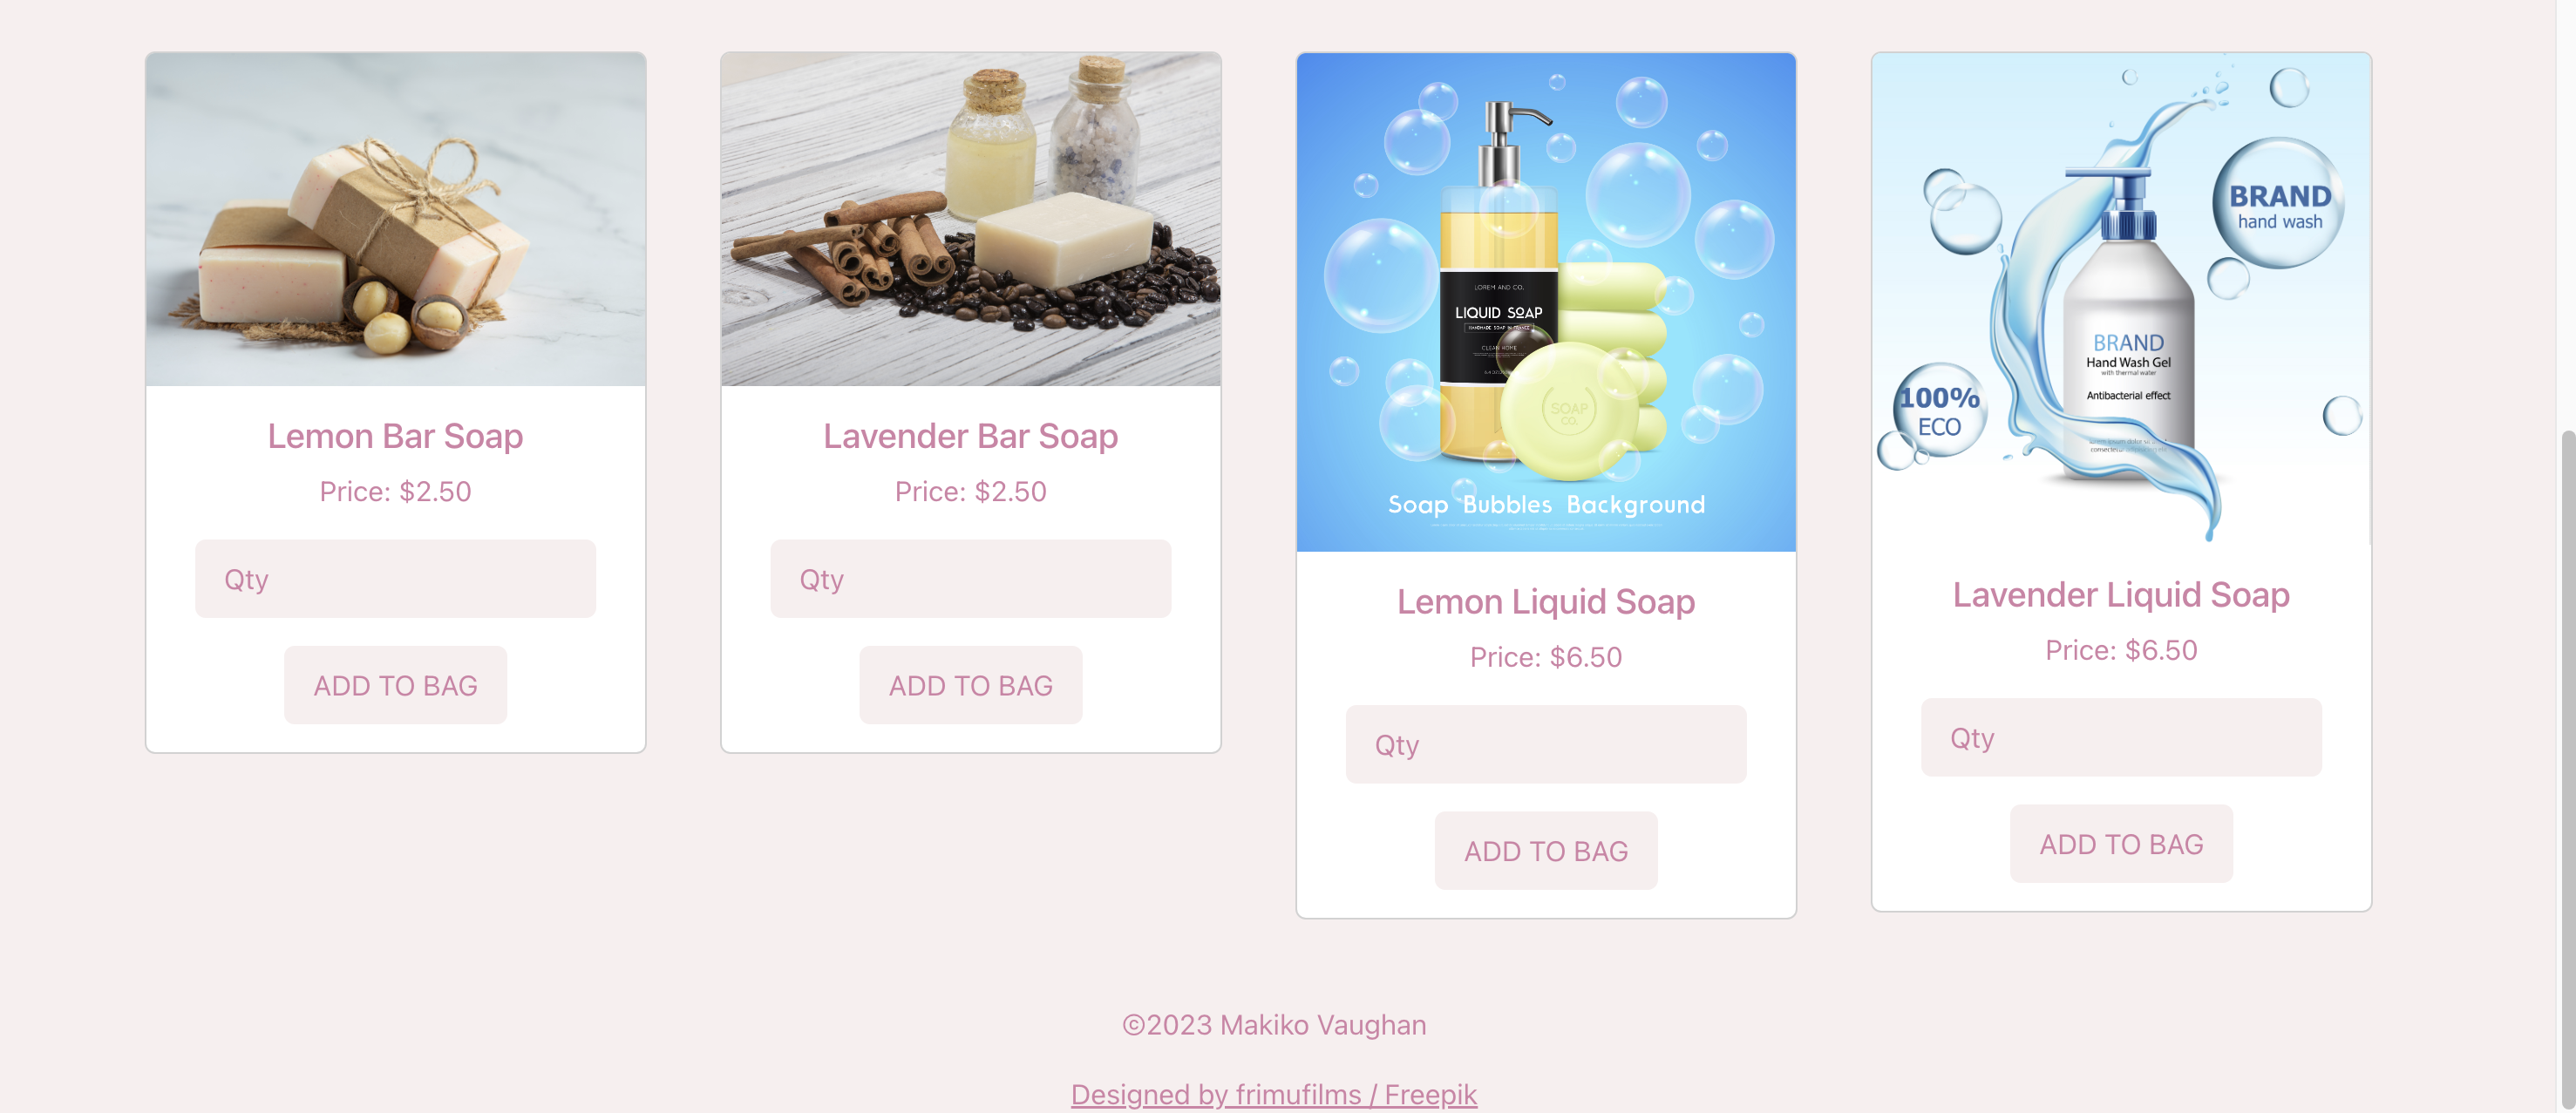 Lemon Bar Soap
Price: $2.50
Qty
ADD TO BAG
Lavender Bar Soap
Price: $2.50
Qty
ADD TO BAG
LOREM AND CO.
LIQUID SOAP
HANDMADE SOAP IN FRANCE
CLEAN HOME
SOAP
CO.
Soap Bubbles Background
Lemon Liquid Soap
Price: $6.50
Qty
ADD TO BAG
BRAND
hand wash
BRAND
Hand Wash Gel
with thermal water
Antibacterial effect
100%
ECO
Lavender Liquid Soap
Price: $6.50
Qty
ADD TO BAG
©2023 Makiko Vaughan
Designed by frimufilms / Freepik